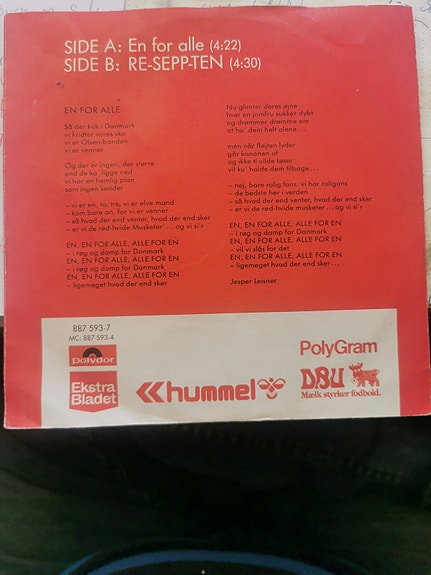 SIDE A: En for alle (4:22)
SIDE B: RE-SEPP-TEN (4:30)
EN FOR ALLE
Så der kuk i Danmark
vi kridter vores sko
vi er Olsen-banden
vi er venner
Og der er ingen, der større
end de ka' ligge ned
vi har en hemlig plan
som ingen kender
– vi er en, to, tre, vi er elve mand
– kom bare an, for vi er venner
– så hvad der end venter, hvad der end sker
– er vi de rød-hvide Musketer' ...og vi si'r
EN, EN FOR ALLE, ALLE FOR EN
– i røg og damp for Danmark
EN, EN FOR ALLE, ALLE FOR EN
– i røg og damp for Danmark
EN, EN FOR ALLE, ALLE FOR EN
– ligemeget hvad der end sker...
Nu glimter deres øjne
hver en jomfru sukker dybt
og drømmer drømme om
at ha' dem helt alene...
men når fløjten lyder
går kanonen af
og ikke ti vilde tøser
vil ku' holde dem tilbage...
– nej, bare rolig fans, vi har roligans
– de bedste her i verden
– så hvad der end venter, hvad der end sker
– er vi de rød-hvide musketer ...og vi si'r
EN, EN FOR ALLE, ALLE FOR EN
– i røg og damp for Danmark
EN, EN FOR ALLE, ALLE FOR EN
– vil vi slås for det
EN, EN FOR ALLE, ALLE FOR EN
– ligemeget hvad der end sker...
Jesper Leisner
887 593-7
MC: 887 593-4
Polydor
Ekstra
Bladet
hummel
PolyGram
DBU
Mælk styrker fodbold.